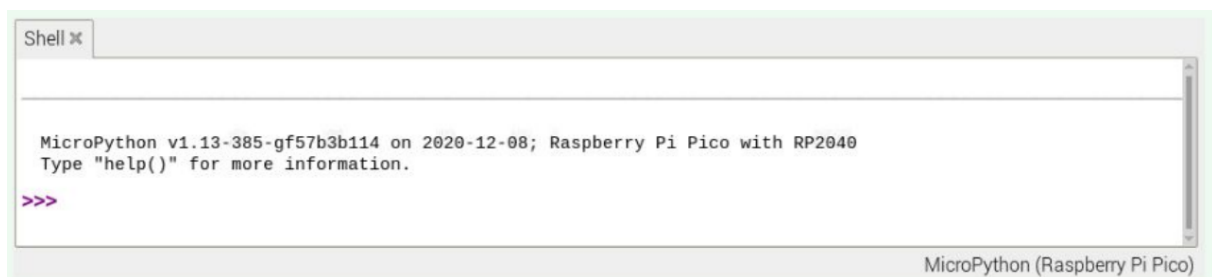 Shell
MicroPython v1.13-385-gf57b3b114 on 2020-12-08; Raspberry Pi Pico with RP2040
Type "help()" for more information.
>>>
MicroPython (Raspberry Pi Pico)